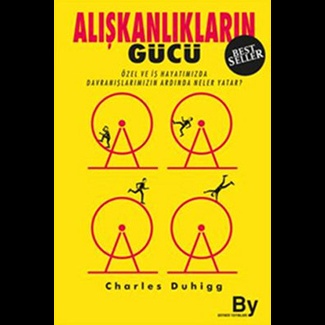 ALIŞKANLIKLARIN
GÜCÜ
BEST
SELLER
ÖZEL VE İŞ HAYATIMIZDA
DAVRANIŞLARIMIZIN ARDINDA NELER YATAR?
Charles Duhigg
By